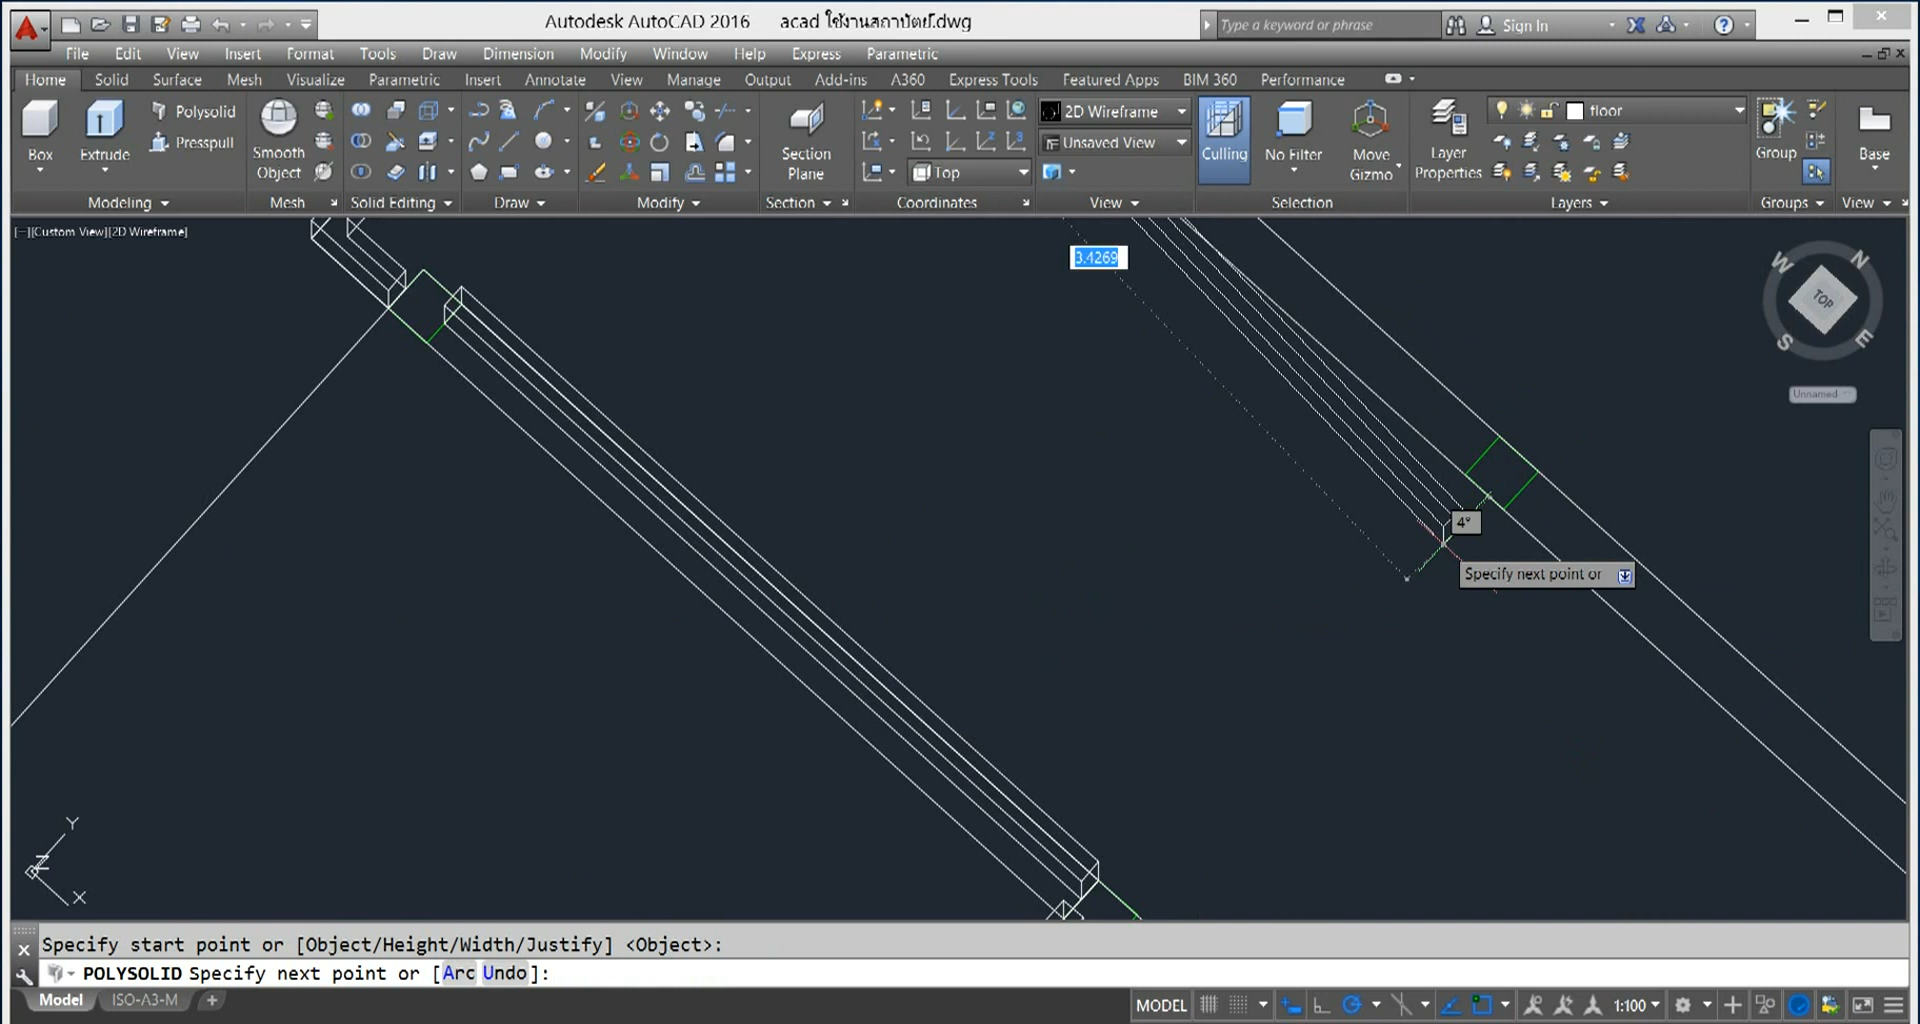 Autodesk AutoCAD 2016 acad ใช้งานสถาปัตย์.dwg Type a keyword or phrase Sign In
File Edit View Insert Format Tools Draw Dimension Modify Window Help Express Parametric
Home Solid Surface Mesh Visualize Parametric Insert Annotate View Manage Output Add-ins A360 Express Tools Featured Apps BIM 360 Performance
Polysolid 2D Wireframe floor
Presspull Unsaved View
Box Extrude Smooth Object Section Plane Culling No Filter Move Gizmo Layer Properties Group Base
Top
Modeling Mesh Solid Editing Draw Modify Section Coordinates View Selection Layers Groups View
[−][Custom View][2D Wireframe]
3.4269
W N
TOP
S E
Unnamed
4°
Specify next point or
Y
Z
X
Specify start point or [Object/Height/Width/Justify] <Object>:
POLYSOLID Specify next point or [Arc Undo]:
Model ISO-A3-M +
MODEL 1:100